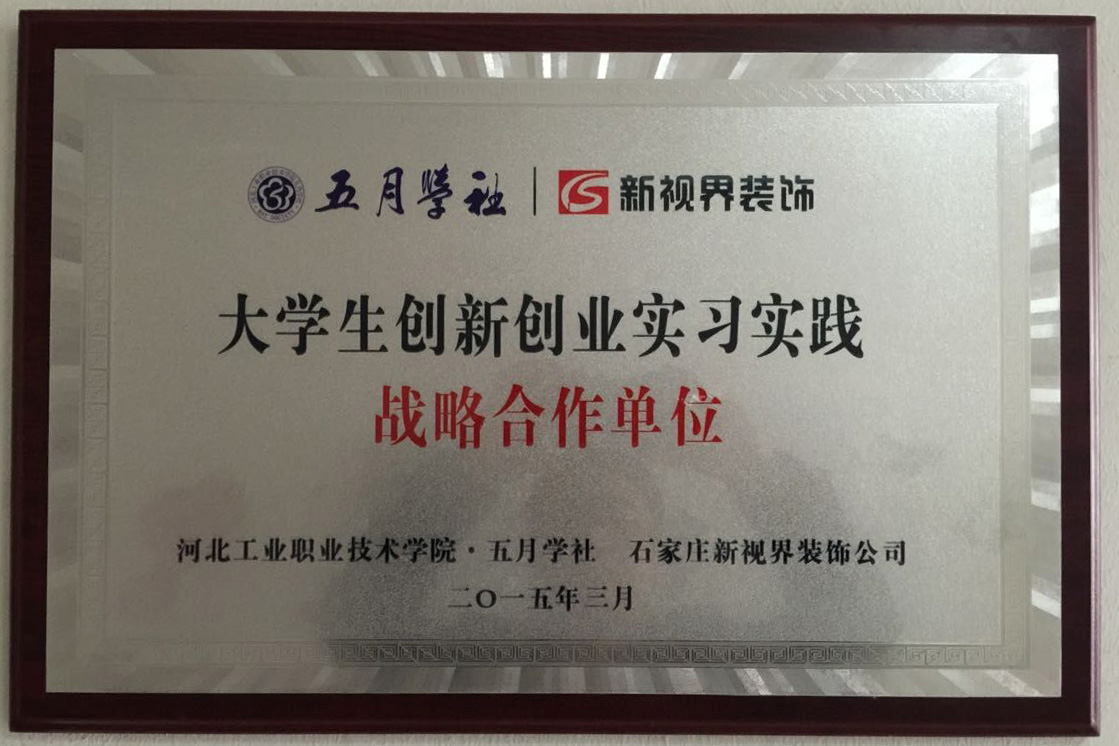 五月學社 新视界装饰
大学生创新创业实习实践
战略合作单位
河北工业职业技术学院·五月学社 石家庄新视界装饰公司
二〇一五年三月